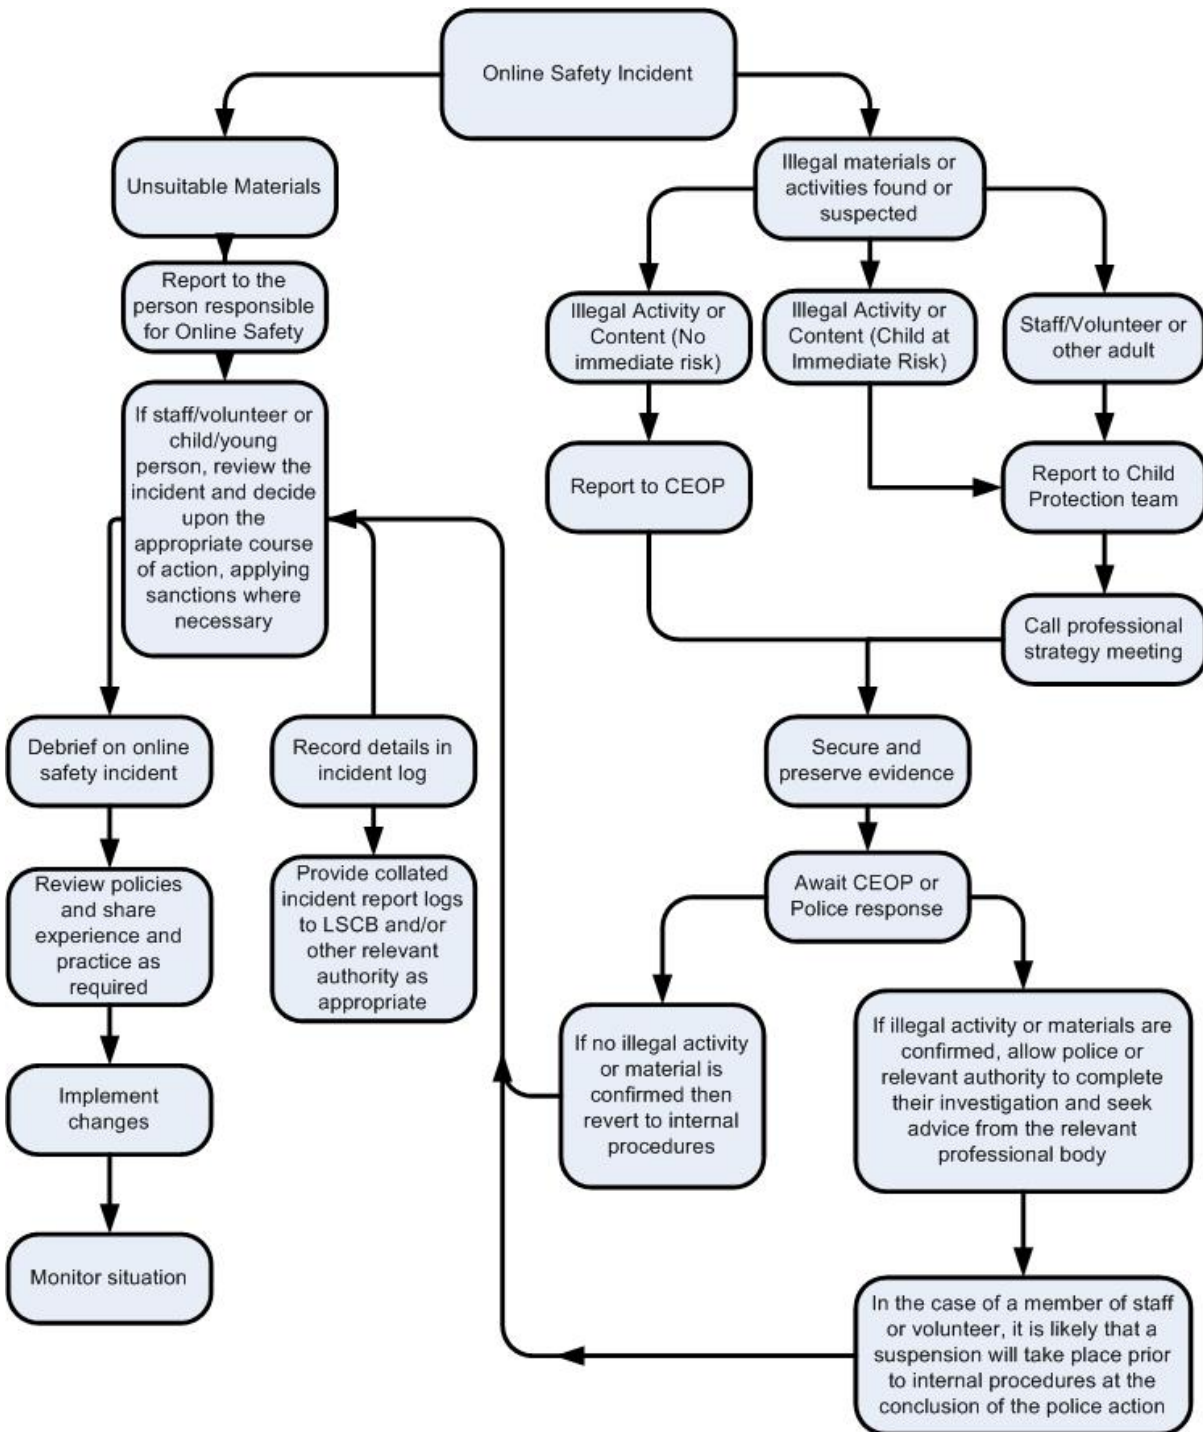 Online Safety Incident
Unsuitable Materials
Illegal materials or
activities found or
suspected
Report to the
person responsible
for Online Safety
Illegal Activity or
Content (No
immediate risk)
Illegal Activity or
Content (Child at
Immediate Risk)
Staff/Volunteer or
other adult
If staff/volunteer or
child/young
person, review the
incident and decide
upon the
appropriate course
of action, applying
sanctions where
necessary
Report to CEOP
Report to Child
Protection team
Call professional
strategy meeting
Debrief on online
safety incident
Record details in
incident log
Secure and
preserve evidence
Review policies
and share
experience and
practice as
required
Provide collated
incident report logs
to LSCB and/or
other relevant
authority as
appropriate
Await CEOP or
Police response
If no illegal activity
or material is
confirmed then
revert to internal
procedures
If illegal activity or materials are
confirmed, allow police or
relevant authority to complete
their investigation and seek
advice from the relevant
professional body
Implement
changes
Monitor situation
In the case of a member of staff
or volunteer, it is likely that a
suspension will take place prior
to internal procedures at the
conclusion of the police action